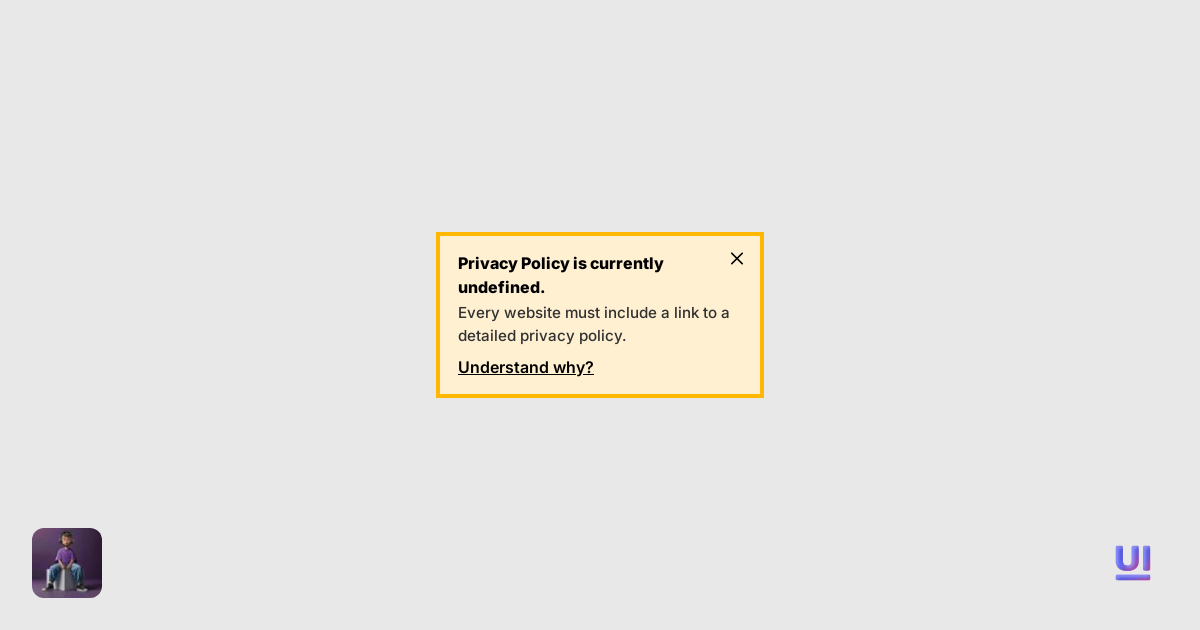 Privacy Policy is currently
undefined.
Every website must include a link to a
detailed privacy policy.
Understand why?
UI